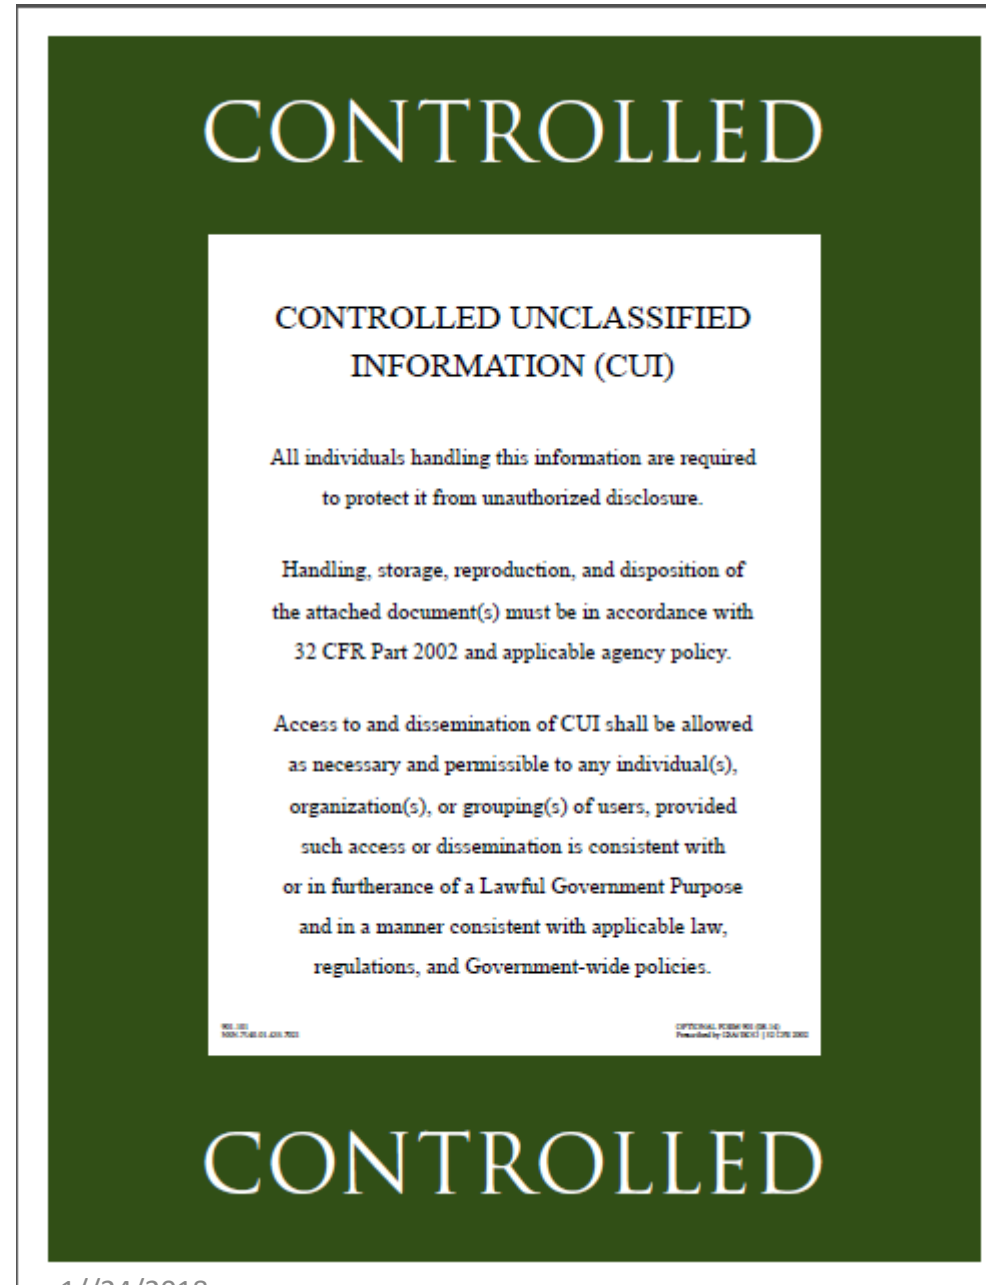 CONTROLLED
CONTROLLED UNCLASSIFIED
INFORMATION (CUI)
All individuals handling this information are required
to protect it from unauthorized disclosure.
Handling, storage, reproduction, and disposition of
the attached document(s) must be in accordance with
32 CFR Part 2002 and applicable agency policy.
Access to and dissemination of CUI shall be allowed
as necessary and permissible to any individual(s),
organization(s), or grouping(s) of users, provided
such access or dissemination is consistent with
or in furtherance of a Lawful Government Purpose
and in a manner consistent with applicable law,
regulations, and Government-wide policies.
CONTROLLED